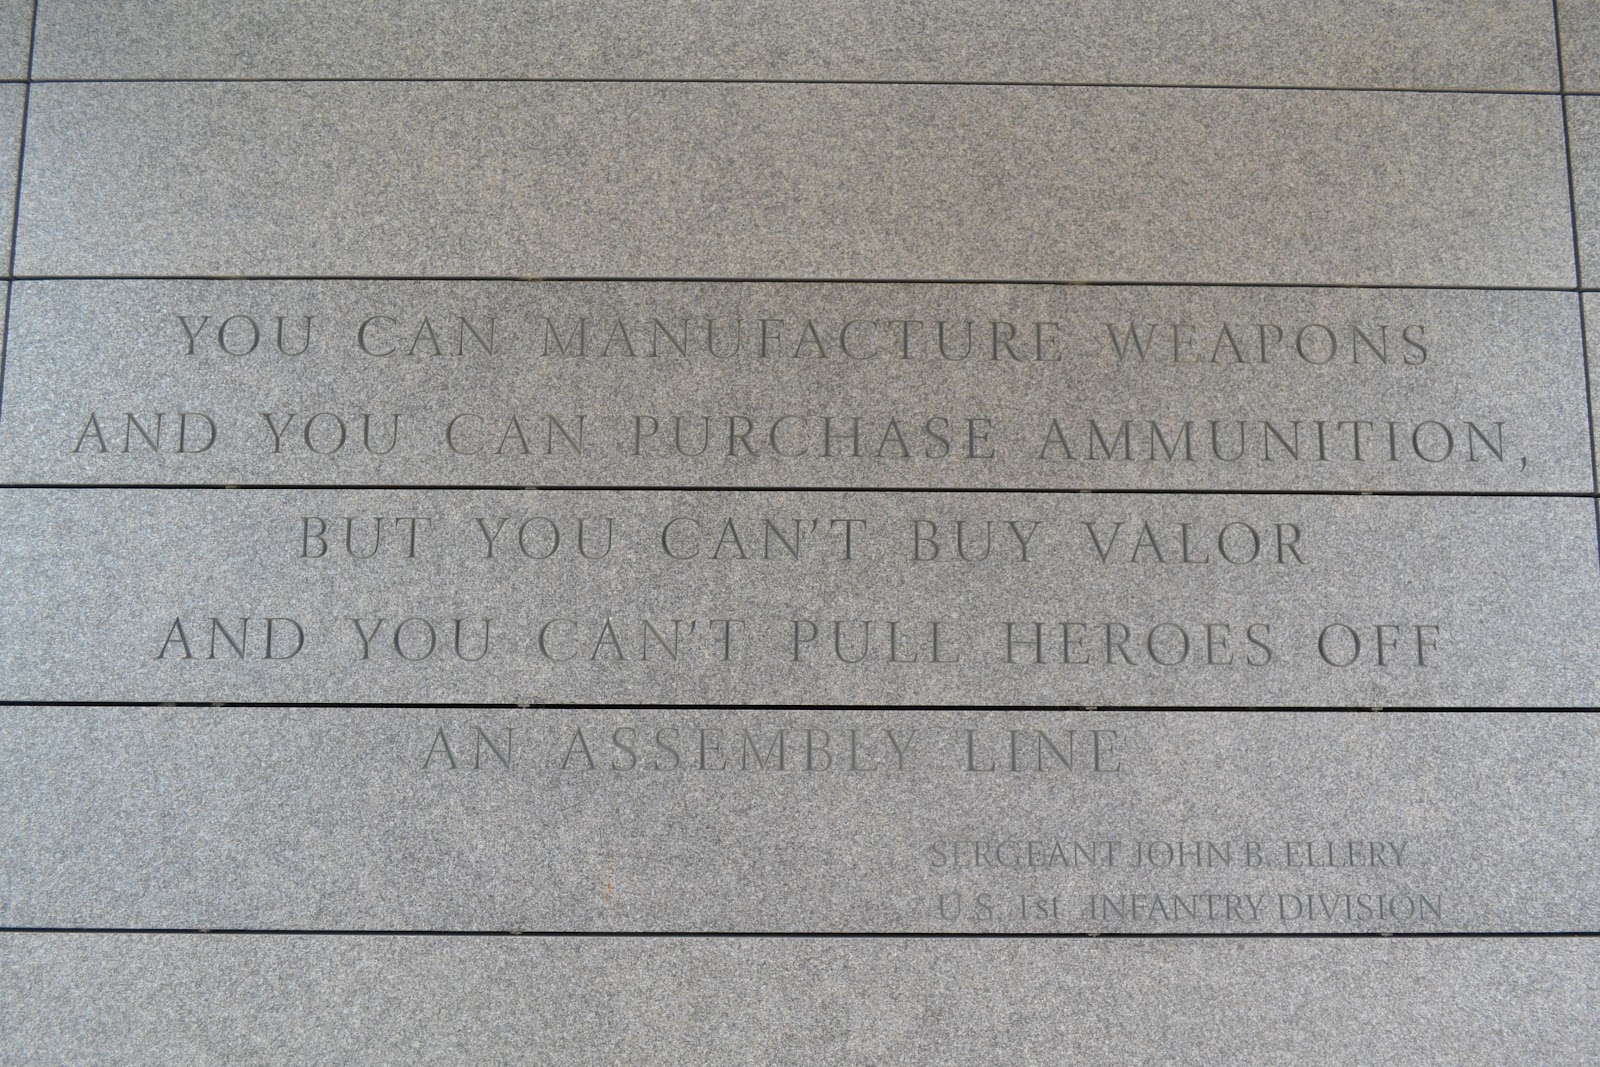 YOU CAN MANUFACTURE WEAPONS
AND YOU CAN PURCHASE AMMUNITION,
BUT YOU CAN'T BUY VALOR
AND YOU CAN'T PULL HEROES OFF
AN ASSEMBLY LINE
SERGEANT JOHN B. ELLERY
U.S. 1st INFANTRY DIVISION